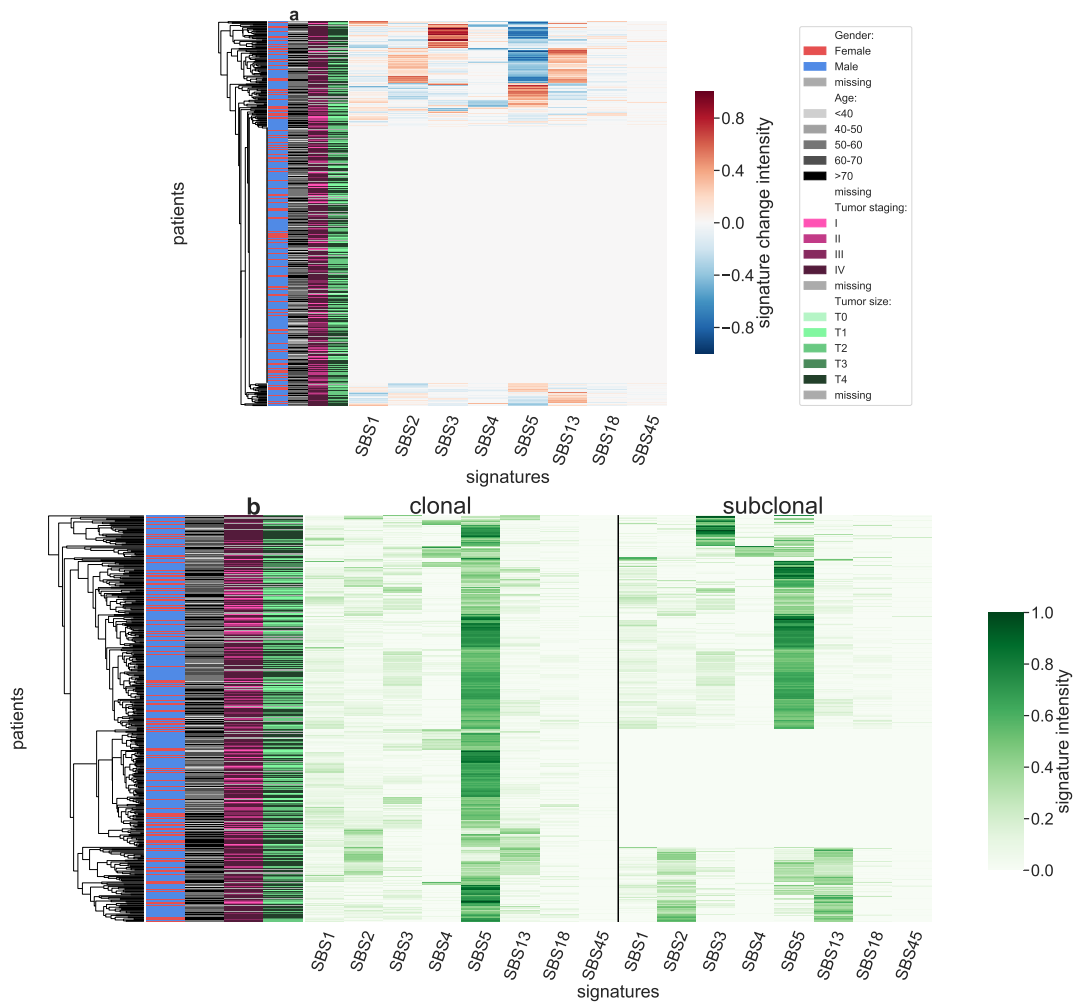 a
patients
SBS1
SBS2
SBS3
SBS4
SBS5
SBS13
SBS18
SBS45
signatures
0.8
0.4
0.0
−0.4
−0.8
signature change intensity
Gender:
Female
Male
missing
Age:
<40
40-50
50-60
60-70
>70
missing
Tumor staging:
I
II
III
IV
missing
Tumor size:
T0
T1
T2
T3
T4
missing
b
clonal
subclonal
patients
SBS1
SBS2
SBS3
SBS4
SBS5
SBS13
SBS18
SBS45
SBS1
SBS2
SBS3
SBS4
SBS5
SBS13
SBS18
SBS45
signatures
1.0
0.8
0.6
0.4
0.2
0.0
signature intensity